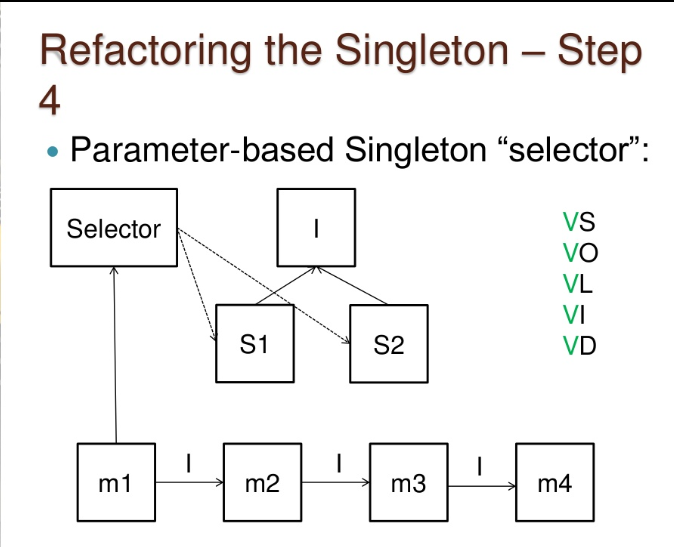 Refactoring the Singleton – Step
4
• Parameter-based Singleton “selector”:
Selector
I
VS
VO
VL
VI
VD
S1
S2
I
I
I
m1
m2
m3
m4